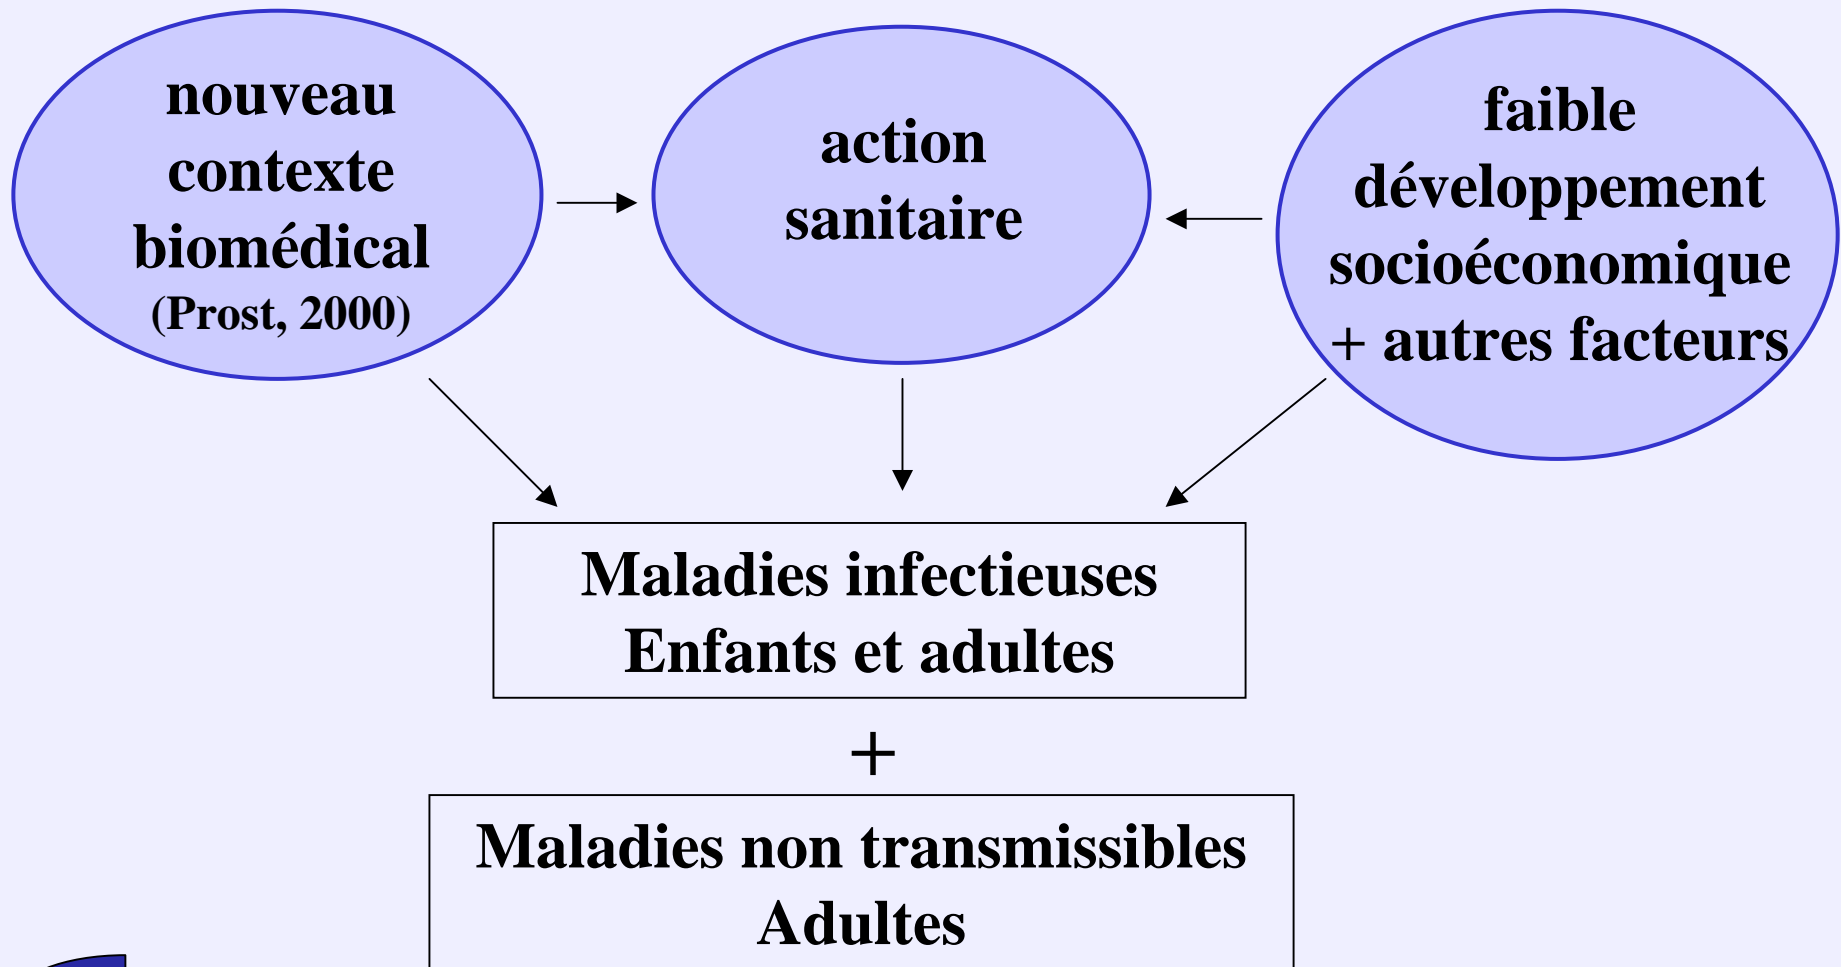 nouveau
contexte
biomédical
(Prost, 2000)
action
sanitaire
faible
développement
socioéconomique
+ autres facteurs
Maladies infectieuses
Enfants et adultes
+
Maladies non transmissibles
Adultes